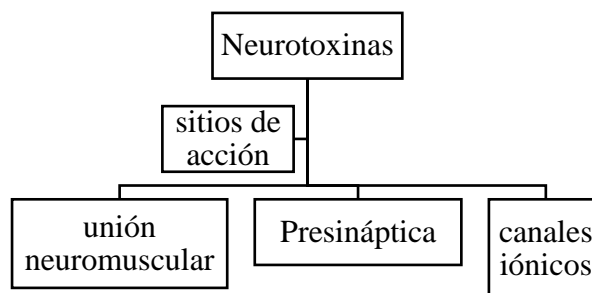 Neurotoxinas
sitios de
acción
unión
neuromuscular
Presináptica
canales
iónicos